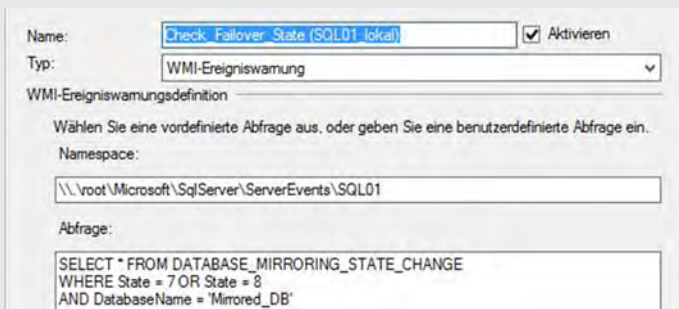 Name: Check_Failover_State (SQL01_lokal) Aktivieren
Typ: WMI-Ereigniswarnung
WMI-Ereigniswarnungsdefinition
Wählen Sie eine vordefinierte Abfrage aus, oder geben Sie eine benutzerdefinierte Abfrage ein.
Namespace:
\\.\root\Microsoft\SqlServer\ServerEvents\SQL01
Abfrage:
SELECT * FROM DATABASE_MIRRORING_STATE_CHANGE
WHERE State = 7 OR State = 8
AND DatabaseName = 'Mirrored_DB'